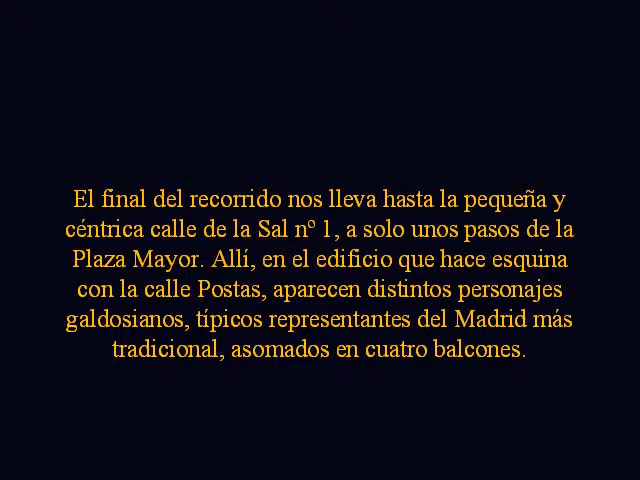 El final del recorrido nos lleva hasta la pequeña y
céntrica calle de la Sal nº 1, a solo unos pasos de la
Plaza Mayor. Allí, en el edificio que hace esquina
con la calle Postas, aparecen distintos personajes
galdosianos, típicos representantes del Madrid más
tradicional, asomados en cuatro balcones.